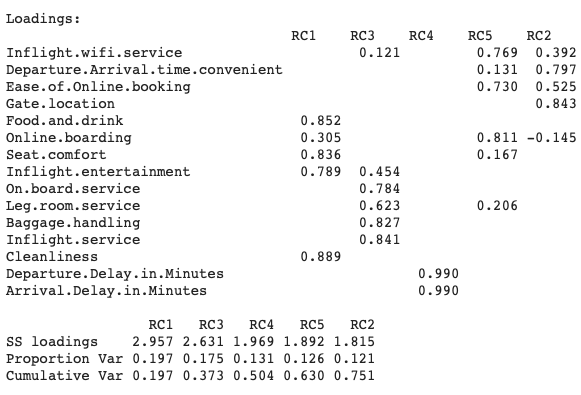 Loadings:
                             RC1    RC3    RC4    RC5    RC2
Inflight.wifi.service               0.121         0.769  0.392
Departure.Arrival.time.convenient                 0.131  0.797
Ease.of.Online.booking                            0.730  0.525
Gate.location                                            0.843
Food.and.drink                0.852
Online.boarding               0.305               0.811 -0.145
Seat.comfort                  0.836               0.167
Inflight.entertainment        0.789  0.454
On.board.service                     0.784
Leg.room.service                     0.623        0.206
Baggage.handling                     0.827
Inflight.service                     0.841
Cleanliness                   0.889
Departure.Delay.in.Minutes                  0.990
Arrival.Delay.in.Minutes                    0.990
                 RC1   RC3   RC4   RC5   RC2
SS loadings    2.957 2.631 1.969 1.892 1.815
Proportion Var 0.197 0.175 0.131 0.126 0.121
Cumulative Var 0.197 0.373 0.504 0.630 0.751